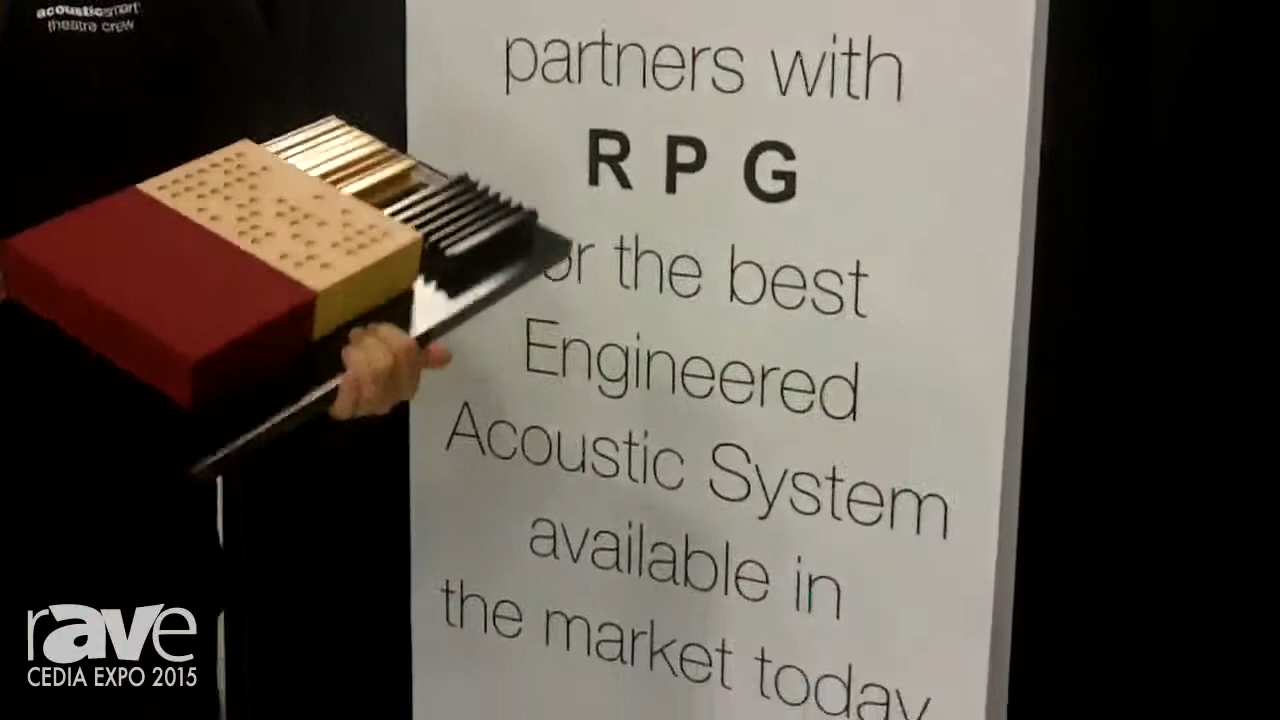 acousticsmart
theatre crew
partners with
RPG
or the best
Engineered
Acoustic System
available in
the market today
rave
CEDIA EXPO 2015